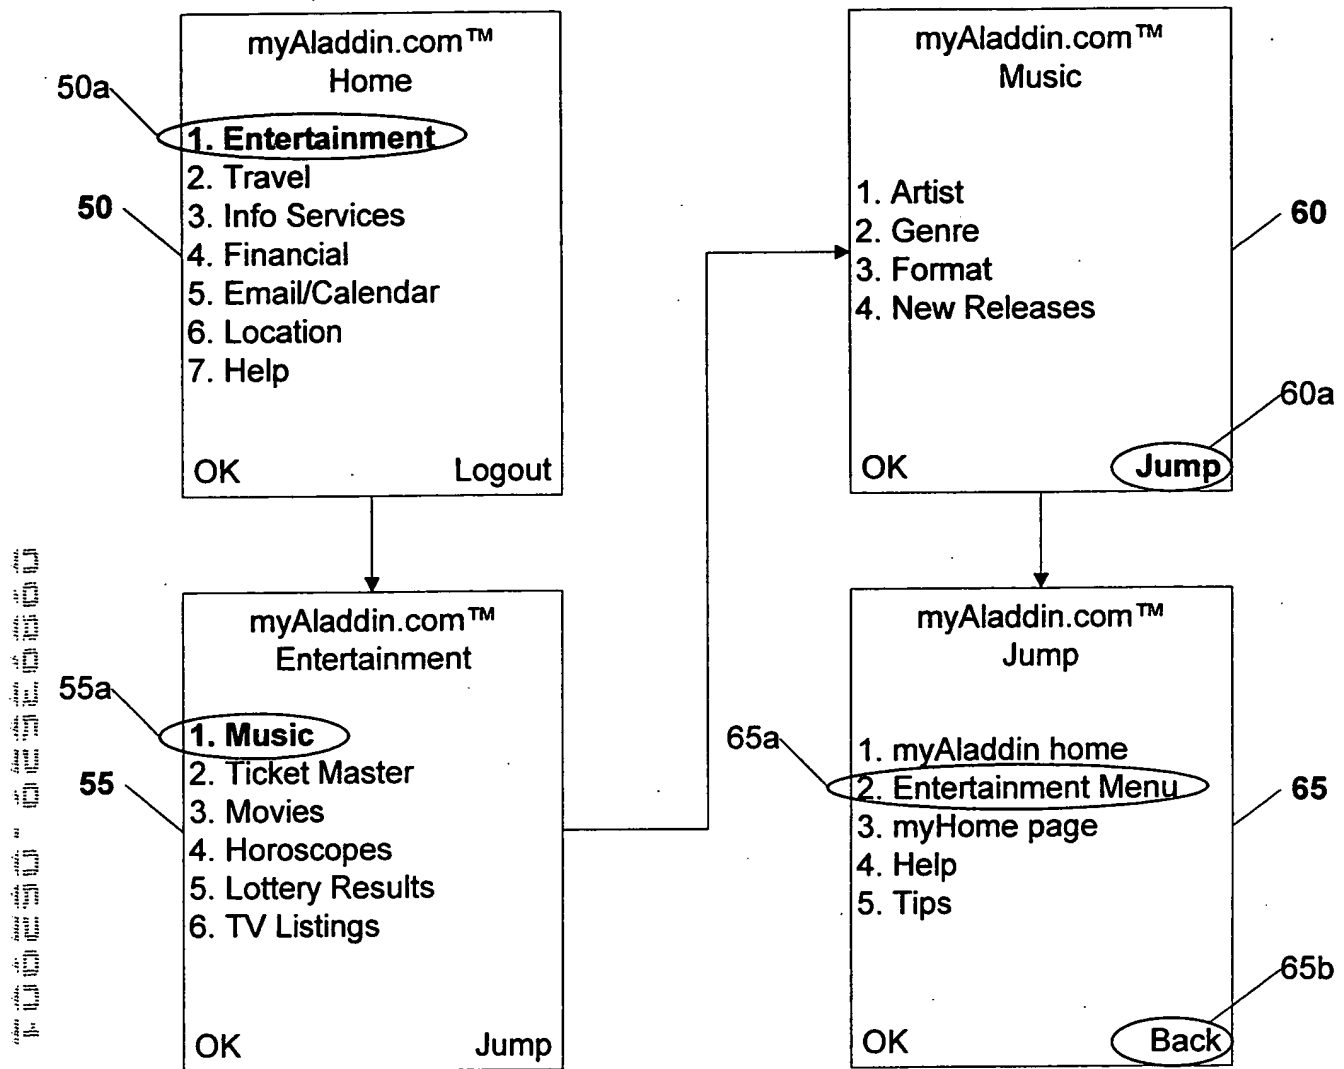 myAladdin.com™
Home
50a
1. Entertainment
2. Travel
50
3. Info Services
4. Financial
5. Email/Calendar
6. Location
7. Help
OK Logout
myAladdin.com™
Entertainment
55a
1. Music
2. Ticket Master
55
3. Movies
4. Horoscopes
5. Lottery Results
6. TV Listings
OK Jump
myAladdin.com™
Music
1. Artist
60
2. Genre
3. Format
4. New Releases
60a
OK Jump
myAladdin.com™
Jump
65a
1. myAladdin home
2. Entertainment Menu
65
3. myHome page
4. Help
5. Tips
65b
OK Back